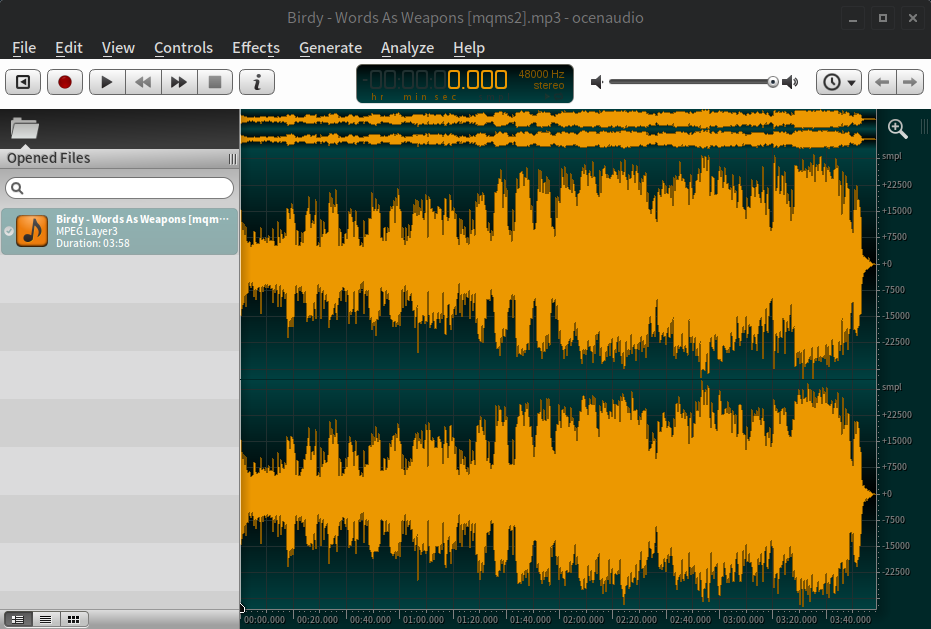 Birdy - Words As Weapons [mqms2].mp3 - ocenaudio
File Edit View Controls Effects Generate Analyze Help
-00:00:00.000
48000 Hz
stereo
hr min sec
Opened Files
Birdy - Words As Weapons [mqm···
MPEG Layer3
Duration: 03:58
smpl
+22500
+15000
+7500
+0
-7500
-15000
-22500
smpl
+22500
+15000
+7500
+0
-7500
-15000
-22500
00:00.000 00:20.000 00:40.000 01:00.000 01:20.000 01:40.000 02:00.000 02:20.000 02:40.000 03:00.000 03:20.000 03:40.000